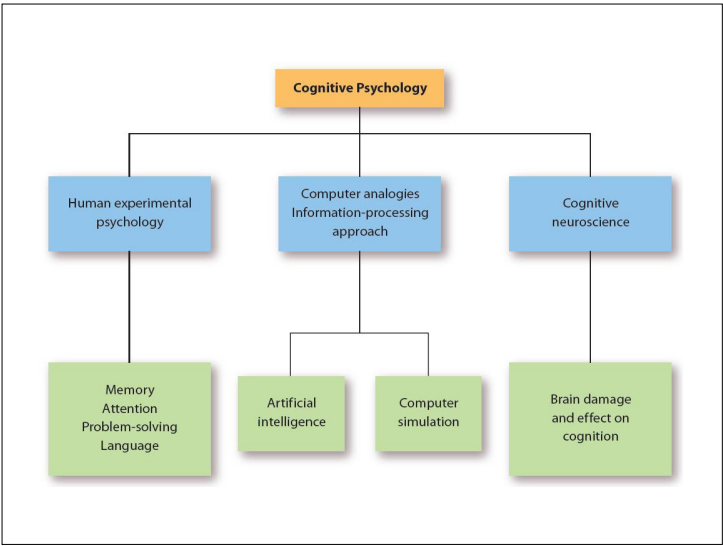 Cognitive Psychology
Human experimental
psychology
Computer analogies
Information-processing
approach
Cognitive
neuroscience
Memory
Attention
Problem-solving
Language
Artificial
intelligence
Computer
simulation
Brain damage
and effect on
cognition